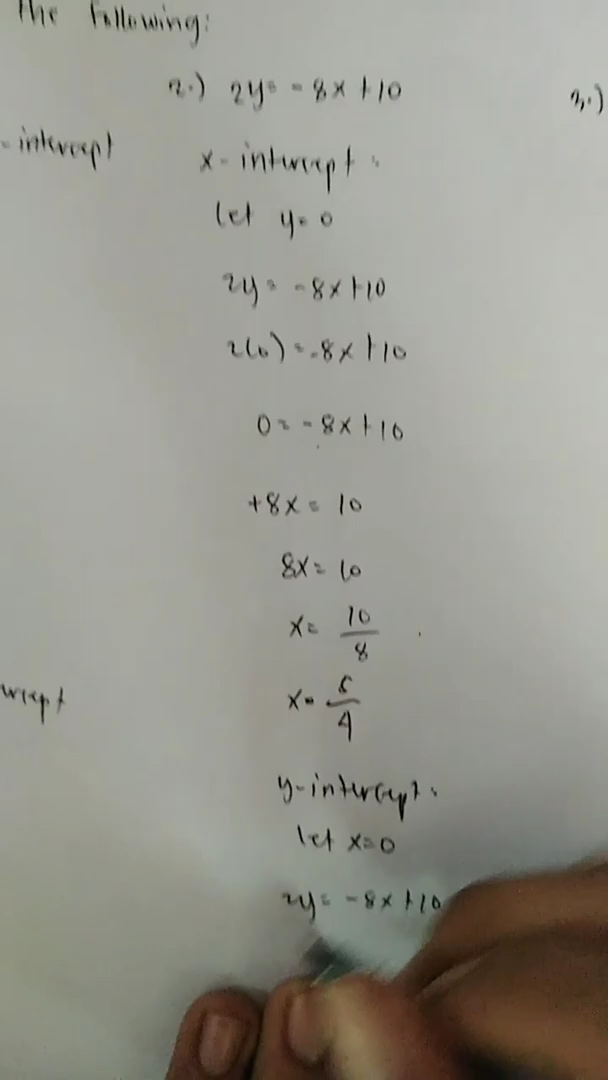 The following:
2.) 2y = -8x + 10
3.)
-intercept
x-intercept:
let y = 0
2y = -8x + 10
2(0) = -8x + 10
0 = -8x + 10
+8x = 10
8x = 10
x = 10/8
x = 5/4
y-intercept:
let x = 0
2y = -8x + 10